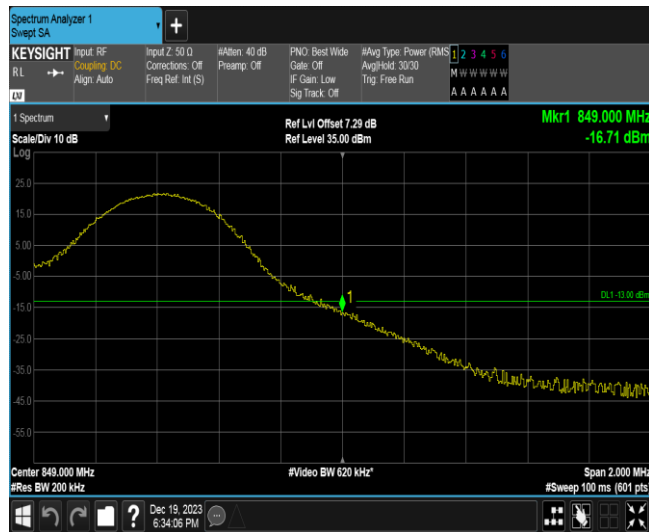 Spectrum Analyzer 1
Swept SA
+
KEYSIGHT
RL
LXI
Input: RF
Coupling: DC
Align: Auto
Input Z: 50 Ω
Corrections: Off
Freq Ref: Int (S)
#Atten: 40 dB
Preamp: Off
PNO: Best Wide
Gate: Off
IF Gain: Low
Sig Track: Off
#Avg Type: Power (RMS
Avg|Hold: 30/30
Trig: Free Run
1 2 3 4 5 6
M W W W W W
A A A A A A
1 Spectrum
Scale/Div 10 dB
Log
Ref Lvl Offset 7.29 dB
Ref Level 35.00 dBm
Mkr1 849.000 MHz
-16.71 dBm
25.0
15.0
5.00
-5.00
-15.0
-25.0
-35.0
-45.0
-55.0
1
DL1 -13.00 dBm
Center 849.000 MHz
#Res BW 200 kHz
#Video BW 620 kHz*
Span 2.000 MHz
#Sweep 100 ms (601 pts)
?
Dec 19, 2023
6:34:06 PM